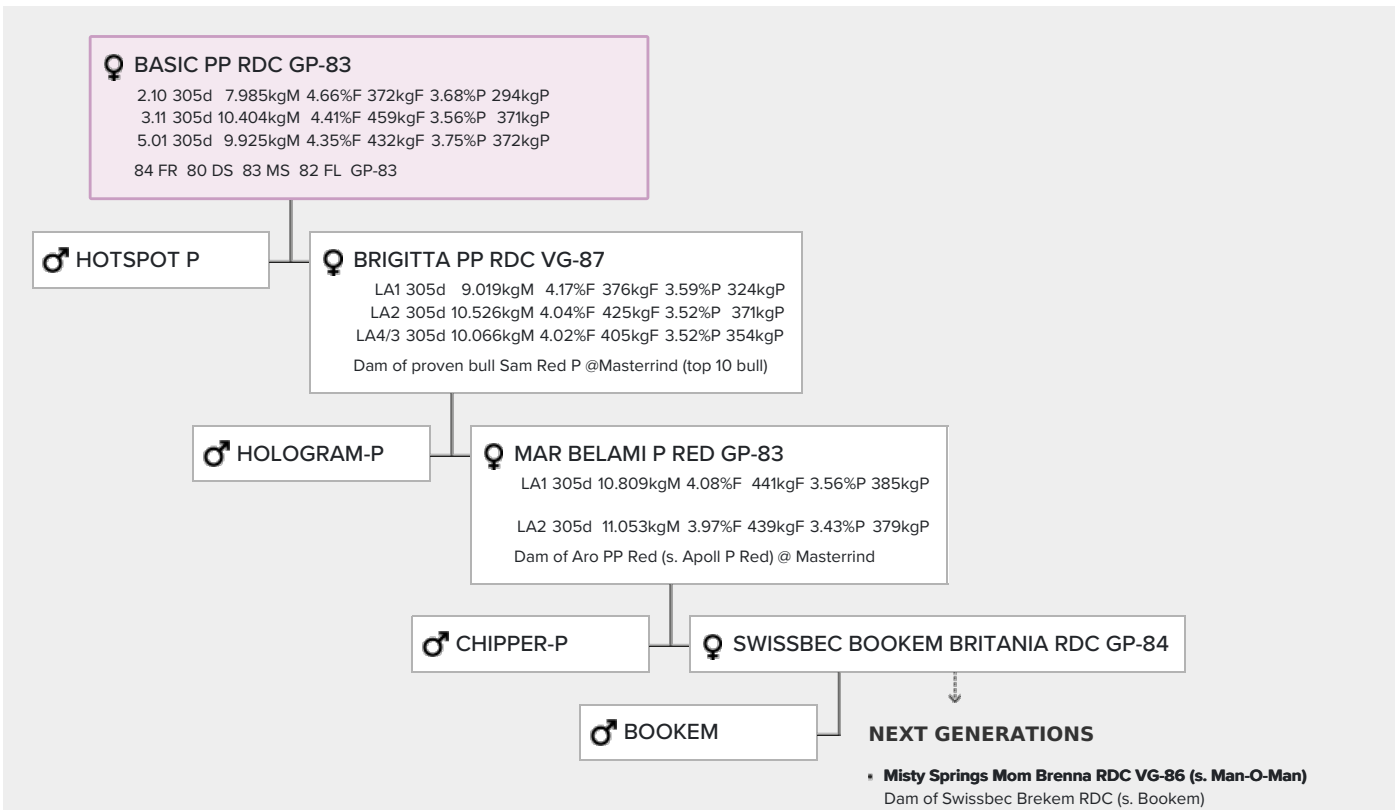 BASIC PP RDC GP-83
2.10 305d 7.985kgM 4.66%F 372kgF 3.68%P 294kgP
3.11 305d 10.404kgM 4.41%F 459kgF 3.56%P 371kgP
5.01 305d 9.925kgM 4.35%F 432kgF 3.75%P 372kgP
84 FR 80 DS 83 MS 82 FL GP-83
HOTSPOT P
BRIGITTA PP RDC VG-87
LA1 305d 9.019kgM 4.17%F 376kgF 3.59%P 324kgP
LA2 305d 10.526kgM 4.04%F 425kgF 3.52%P 371kgP
LA4/3 305d 10.066kgM 4.02%F 405kgF 3.52%P 354kgP
Dam of proven bull Sam Red P @Masterrind (top 10 bull)
HOLOGRAM-P
MAR BELAMI P RED GP-83
LA1 305d 10.809kgM 4.08%F 441kgF 3.56%P 385kgP
LA2 305d 11.053kgM 3.97%F 439kgF 3.43%P 379kgP
Dam of Aro PP Red (s. Apoll P Red) @ Masterrind
CHIPPER-P
SWISSBEC BOOKEM BRITANIA RDC GP-84
BOOKEM
NEXT GENERATIONS
• Misty Springs Mom Brenna RDC VG-86 (s. Man-O-Man)
Dam of Swissbec Brekem RDC (s. Bookem)